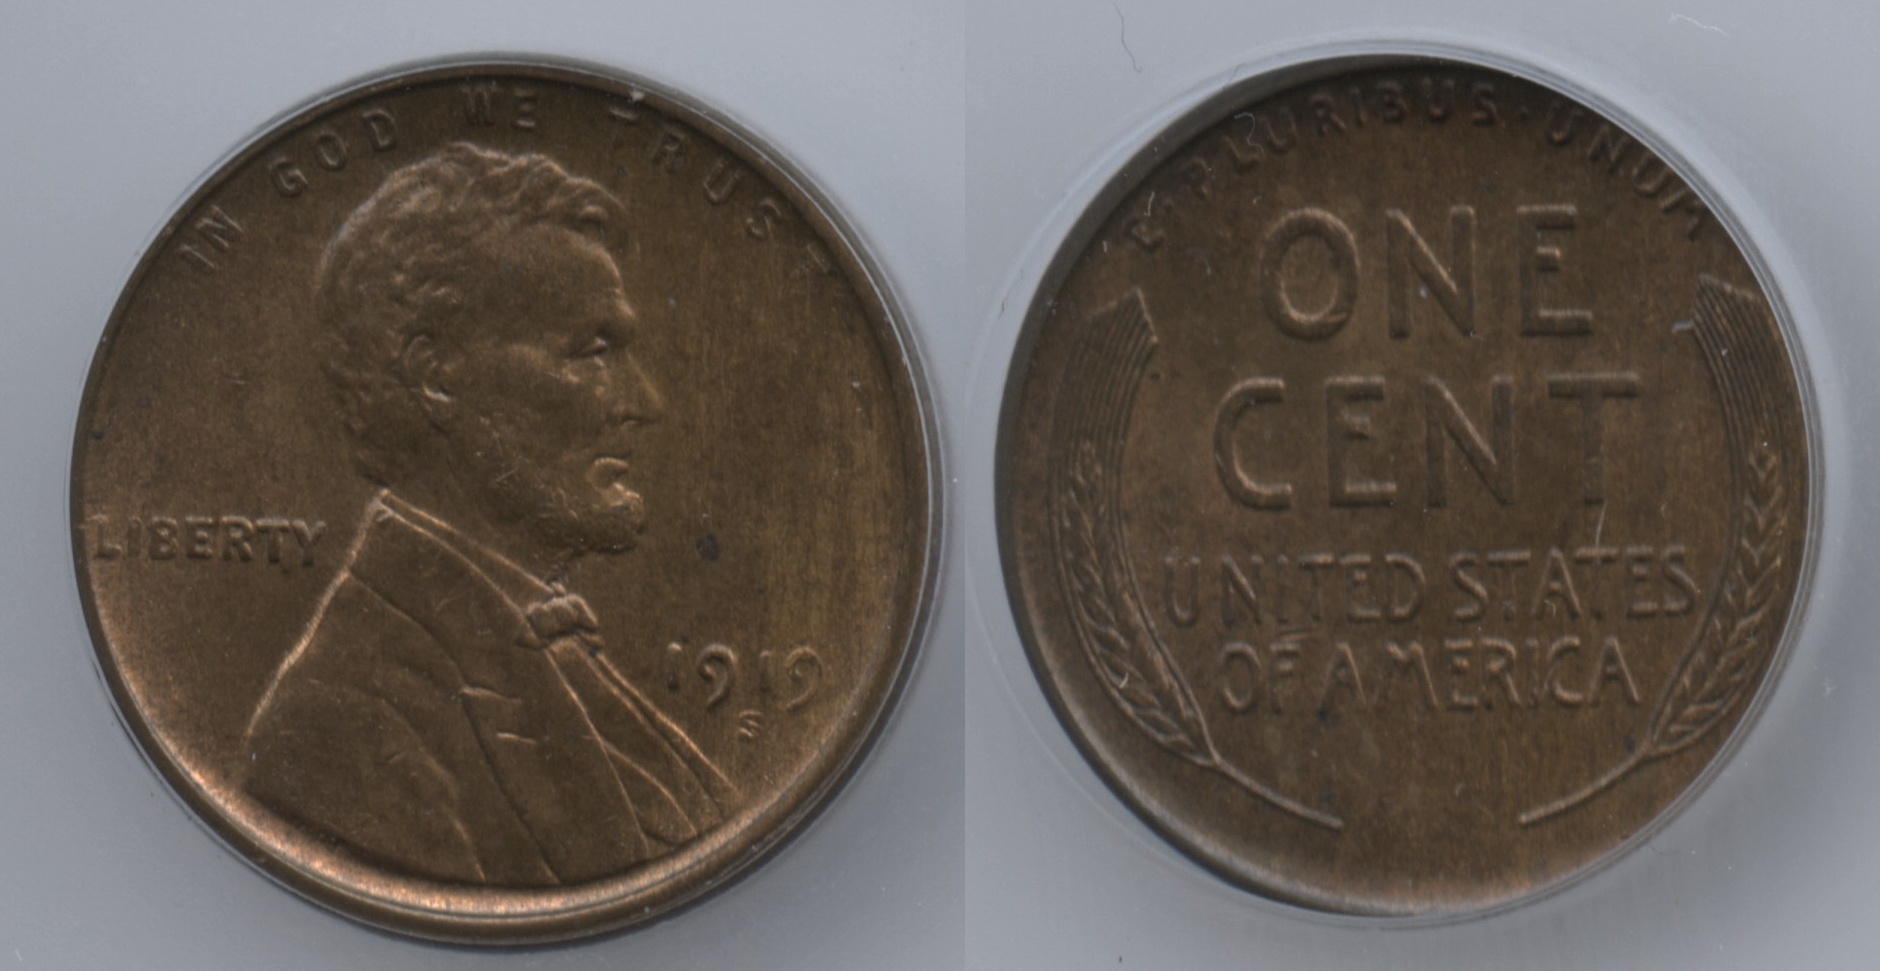 IN GOD WE TRUST
LIBERTY
1919
S
E·PLURIBUS·UNUM
ONE
CENT
UNITED STATES
OF AMERICA